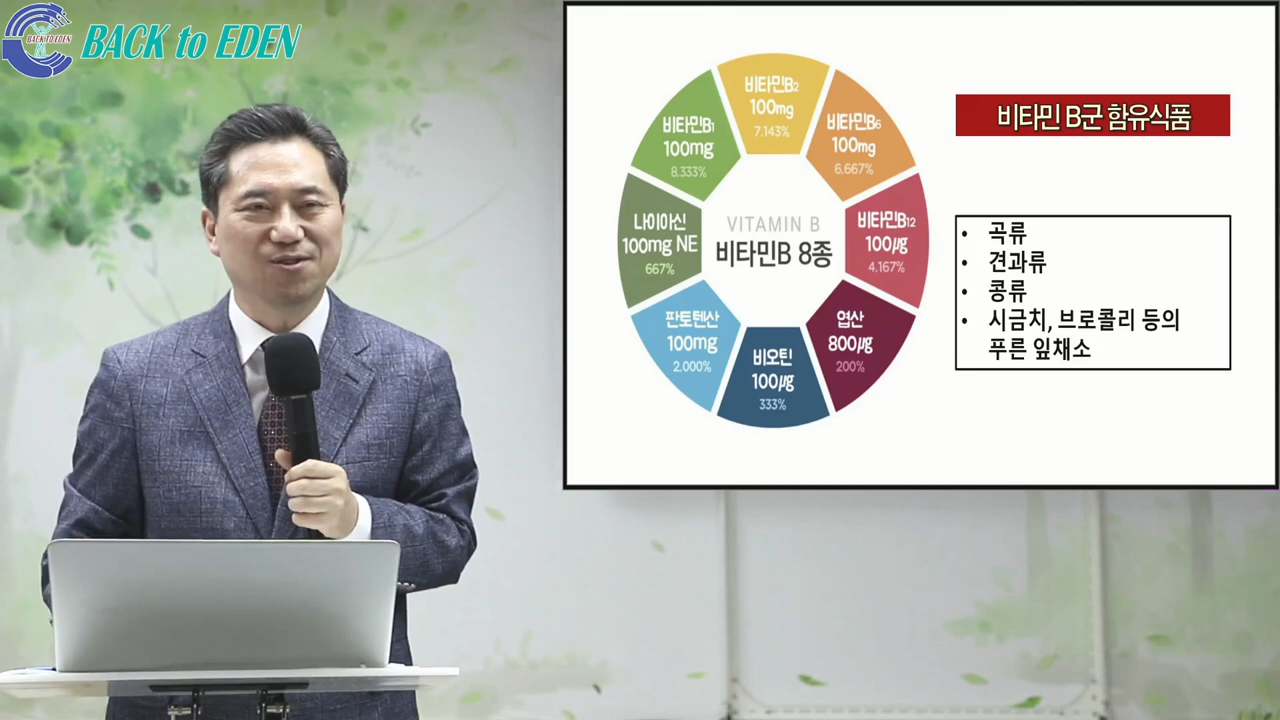 BACK TO EDEN
BACK to EDEN
비타민B2
100mg
7.143%
비타민B6
100mg
6.667%
비타민B12
100μg
4.167%
엽산
800μg
200%
비오틴
100μg
333%
판토텐산
100mg
2.000%
나이아신
100mg NE
667%
비타민B1
100mg
8.333%
VITAMIN B
비타민B 8종
비타민 B군 함유식품
• 곡류
• 견과류
• 콩류
• 시금치, 브로콜리 등의
푸른 잎채소